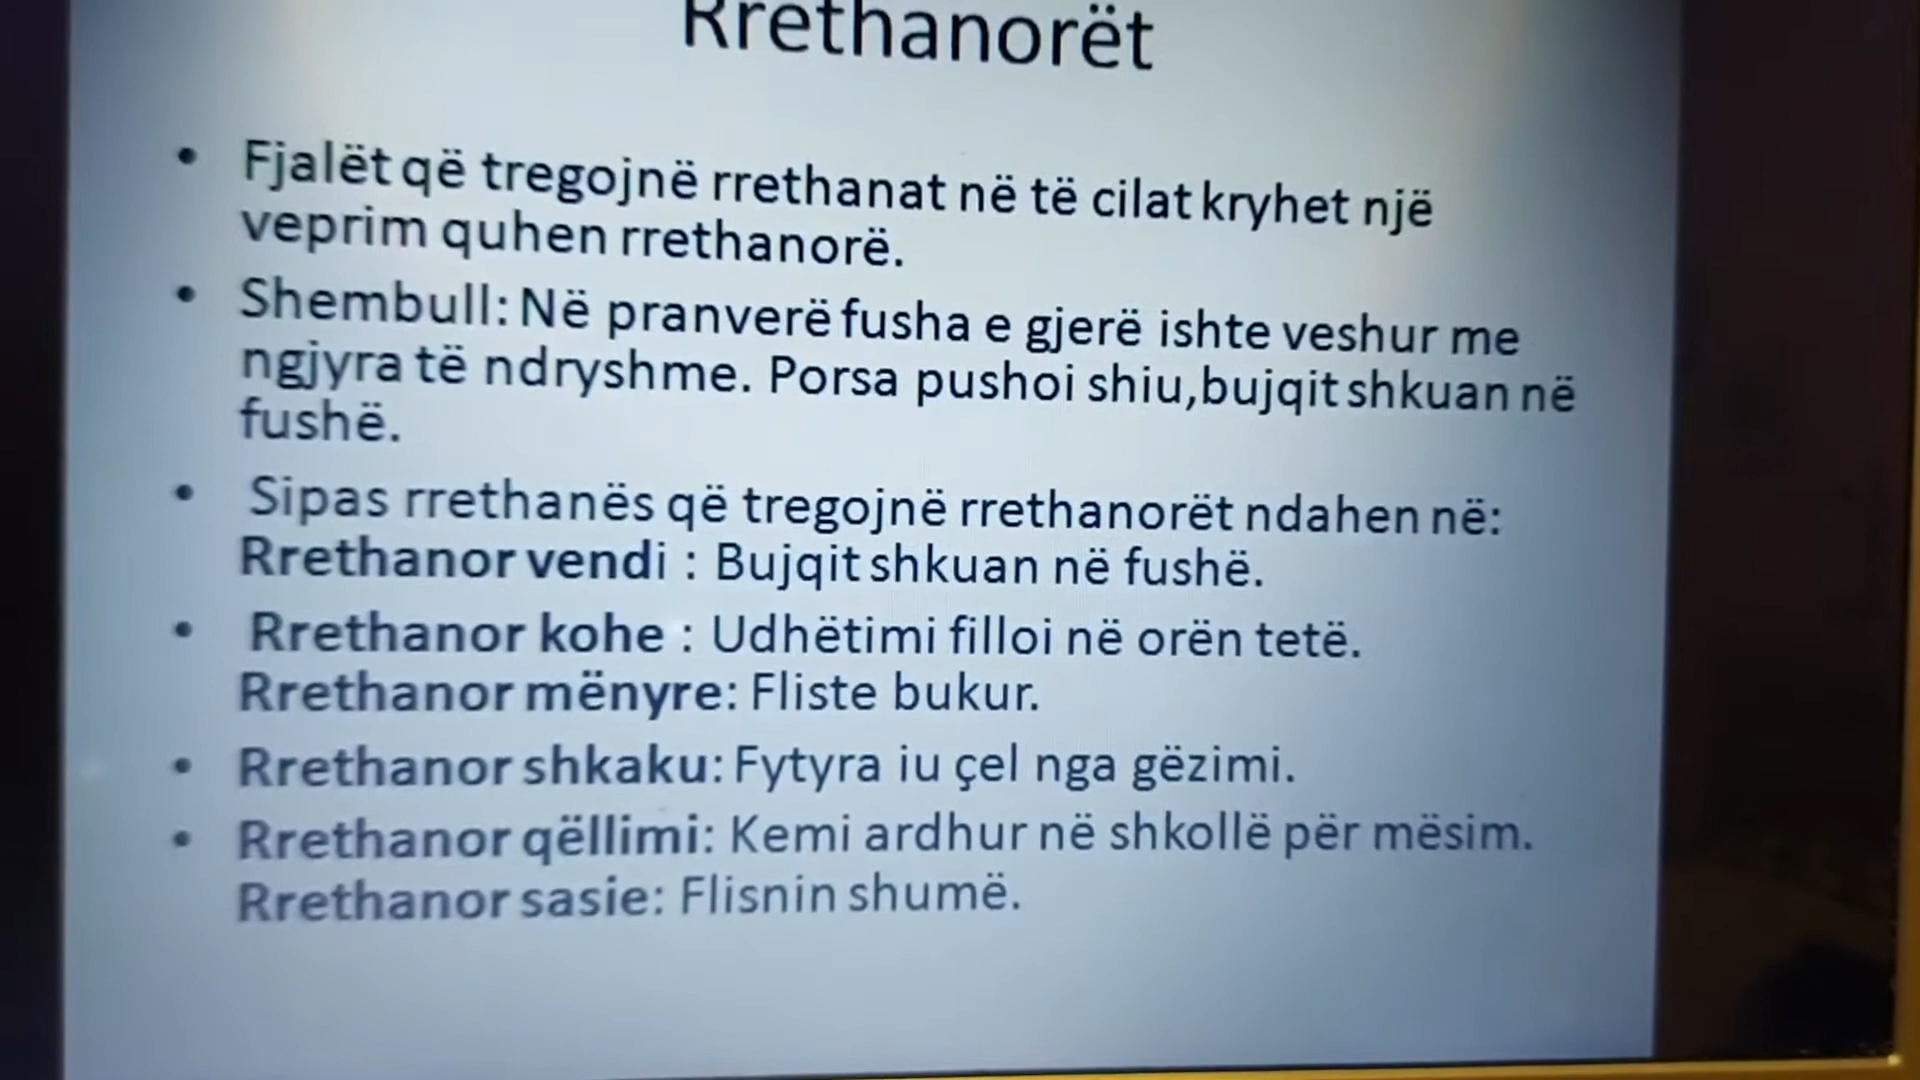 Rrethanorët
• Fjalët që tregojnë rrethanat në të cilat kryhet një
veprim quhen rrethanorë.
• Shembull: Në pranverë fusha e gjerë ishte veshur me
ngjyra të ndryshme. Porsa pushoi shiu,bujqit shkuan në
fushë.
• Sipas rrethanës që tregojnë rrethanorët ndahen në:
Rrethanor vendi : Bujqit shkuan në fushë.
• Rrethanor kohe : Udhëtimi filloi në orën tetë.
Rrethanor mënyre: Fliste bukur.
• Rrethanor shkaku: Fytyra iu çel nga gëzimi.
• Rrethanor qëllimi: Kemi ardhur në shkollë për mësim.
Rrethanor sasie: Flisnin shumë.